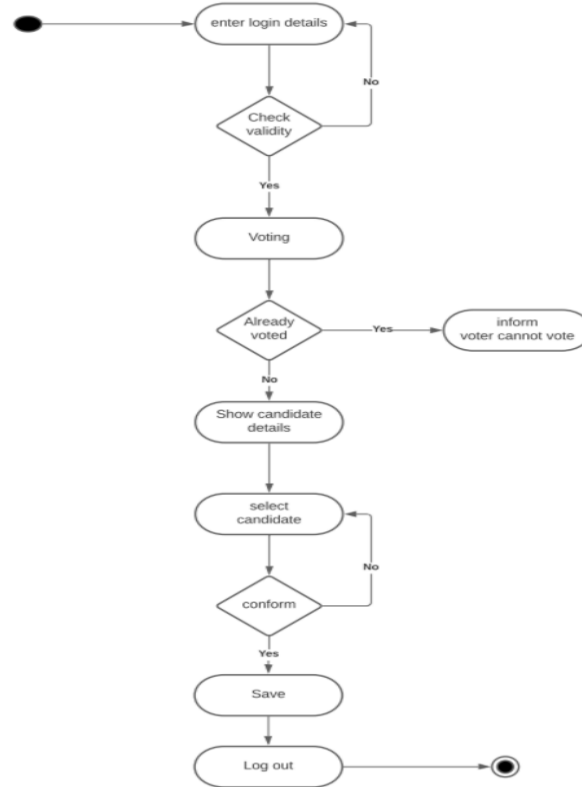 enter login details
No
Check
validity
Yes
Voting
Already
voted
Yes
inform
voter cannot vote
No
Show candidate
details
select
candidate
No
conform
Yes
Save
Log out